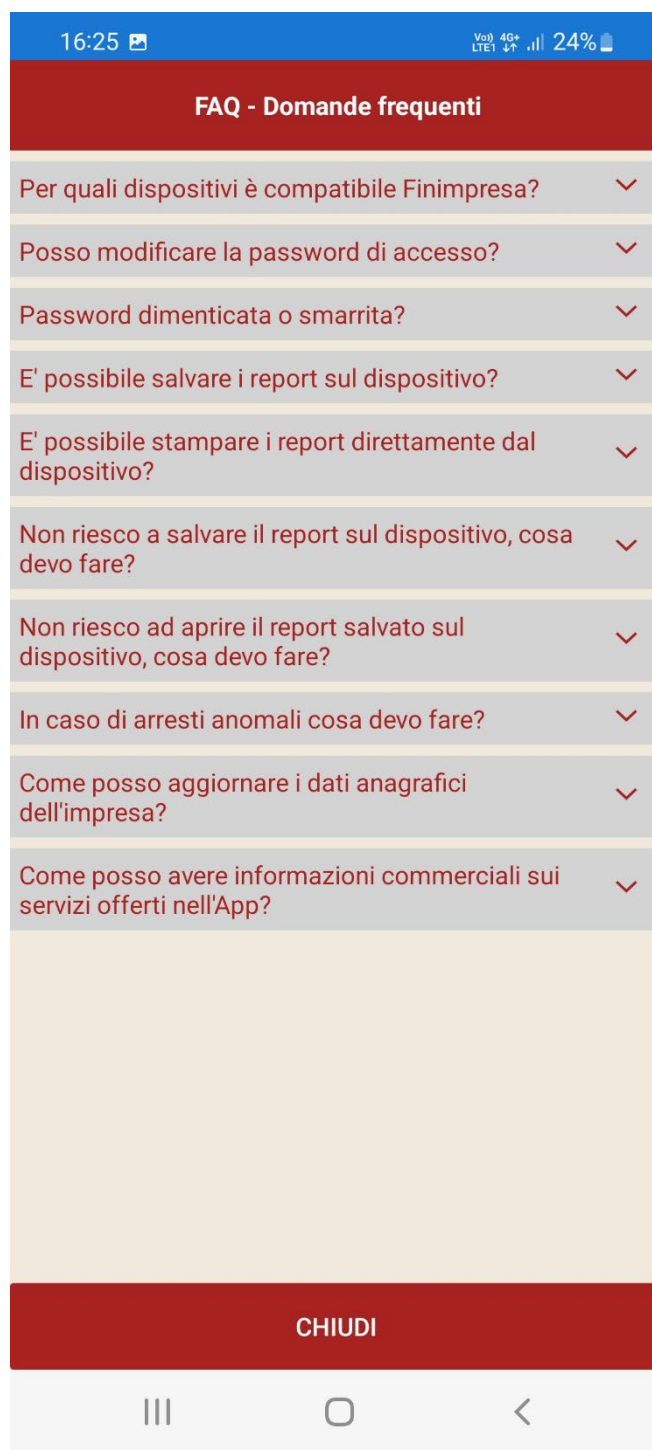 16:25
Vo)) 4G+ 24%
LTE1
FAQ - Domande frequenti
Per quali dispositivi è compatibile Finimpresa?
Posso modificare la password di accesso?
Password dimenticata o smarrita?
E' possibile salvare i report sul dispositivo?
E' possibile stampare i report direttamente dal
dispositivo?
Non riesco a salvare il report sul dispositivo, cosa
devo fare?
Non riesco ad aprire il report salvato sul
dispositivo, cosa devo fare?
In caso di arresti anomali cosa devo fare?
Come posso aggiornare i dati anagrafici
dell'impresa?
Come posso avere informazioni commerciali sui
servizi offerti nell'App?
CHIUDI